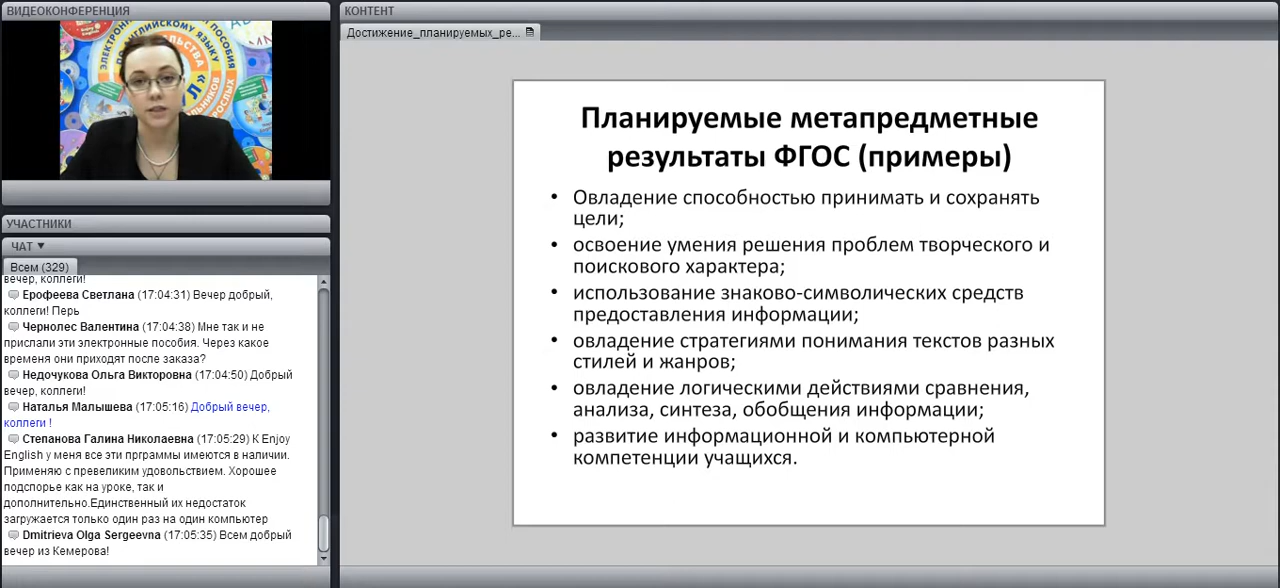 ВИДЕОКОНФЕРЕНЦИЯ
ЭЛЕКТРОННЫЕ ПОСОБИЯ
АНГЛИЙСКОМУ ЯЗЫКУ
УЧАСТНИКИ
ЧАТ
Всем (329)
вечер, коллеги!
Ерофеева Светлана (17:04:31) Вечер добрый,
коллеги! Перь
Чернолес Валентина (17:04:38) Мне так и не
прислали эти электронные пособия. Через какое
временя они приходят после заказа?
Недочукова Ольга Викторовна (17:04:50) Добрый
вечер, коллеги!
Наталья Малышева (17:05:16) Добрый вечер,
коллеги !
Степанова Галина Николаевна (17:05:29) К Enjoy
English у меня все эти прграммы имеются в наличии.
Применяю с превеликим удовольствием. Хорошее
подспорье как на уроке, так и
дополнительно.Единственный их недостаток
загружается только один раз на один компьютер
Dmitrieva Olga Sergeevna (17:05:35) Всем добрый
вечер из Кемерова!
КОНТЕНТ
Достижение_планируемых_ре...
Планируемые метапредметные
результаты ФГОС (примеры)
• Овладение способностью принимать и сохранять
цели;
• освоение умения решения проблем творческого и
поискового характера;
• использование знаково-символических средств
предоставления информации;
• овладение стратегиями понимания текстов разных
стилей и жанров;
• овладение логическими действиями сравнения,
анализа, синтеза, обобщения информации;
• развитие информационной и компьютерной
компетенции учащихся.